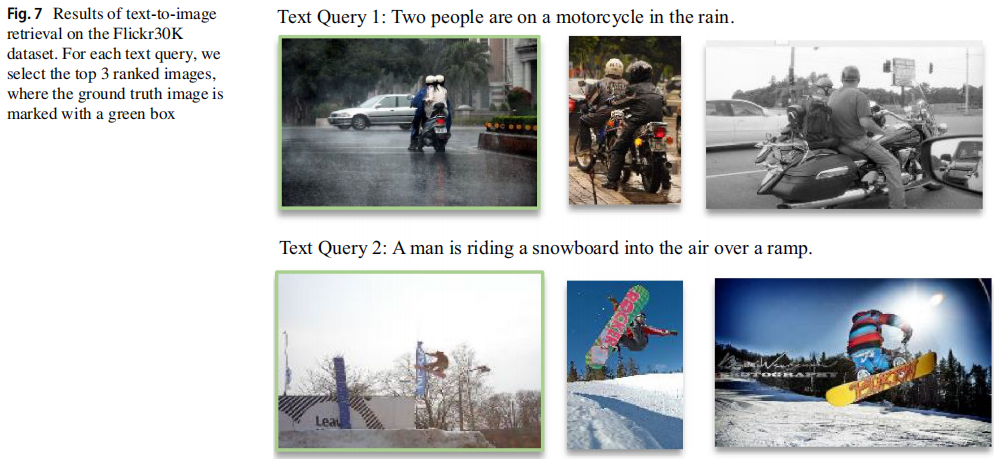 Fig. 7 Results of text-to-image
retrieval on the Flickr30K
dataset. For each text query, we
select the top 3 ranked images,
where the ground truth image is
marked with a green box
Text Query 1: Two people are on a motorcycle in the rain.
Text Query 2: A man is riding a snowboard into the air over a ramp.
Lea
PHOTOGRAPHY